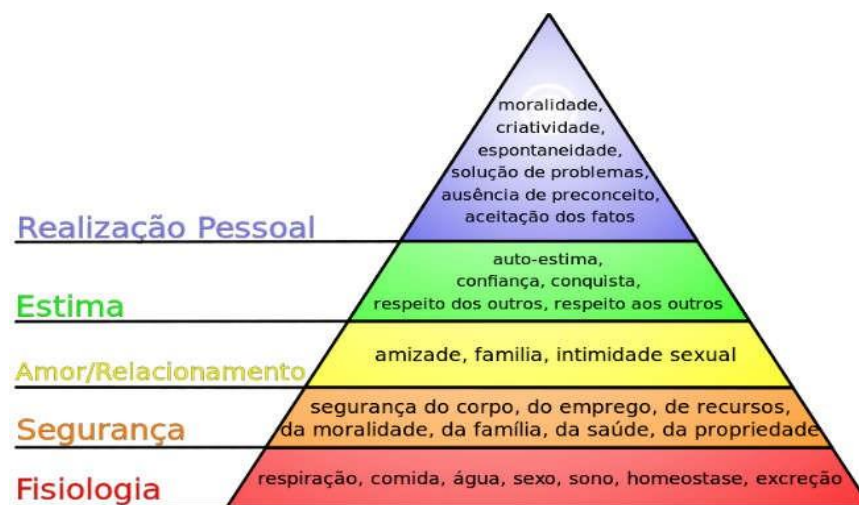 moralidade,
criatividade,
espontaneidade,
solução de problemas,
ausência de preconceito,
aceitação dos fatos
Realização Pessoal
auto-estima,
confiança, conquista,
respeito dos outros, respeito aos outros
Estima
amizade, familia, intimidade sexual
Amor/Relacionamento
segurança do corpo, do emprego, de recursos,
da moralidade, da família, da saúde, da propriedade
Segurança
respiração, comida, água, sexo, sono, homeostase, excreção
Fisiologia